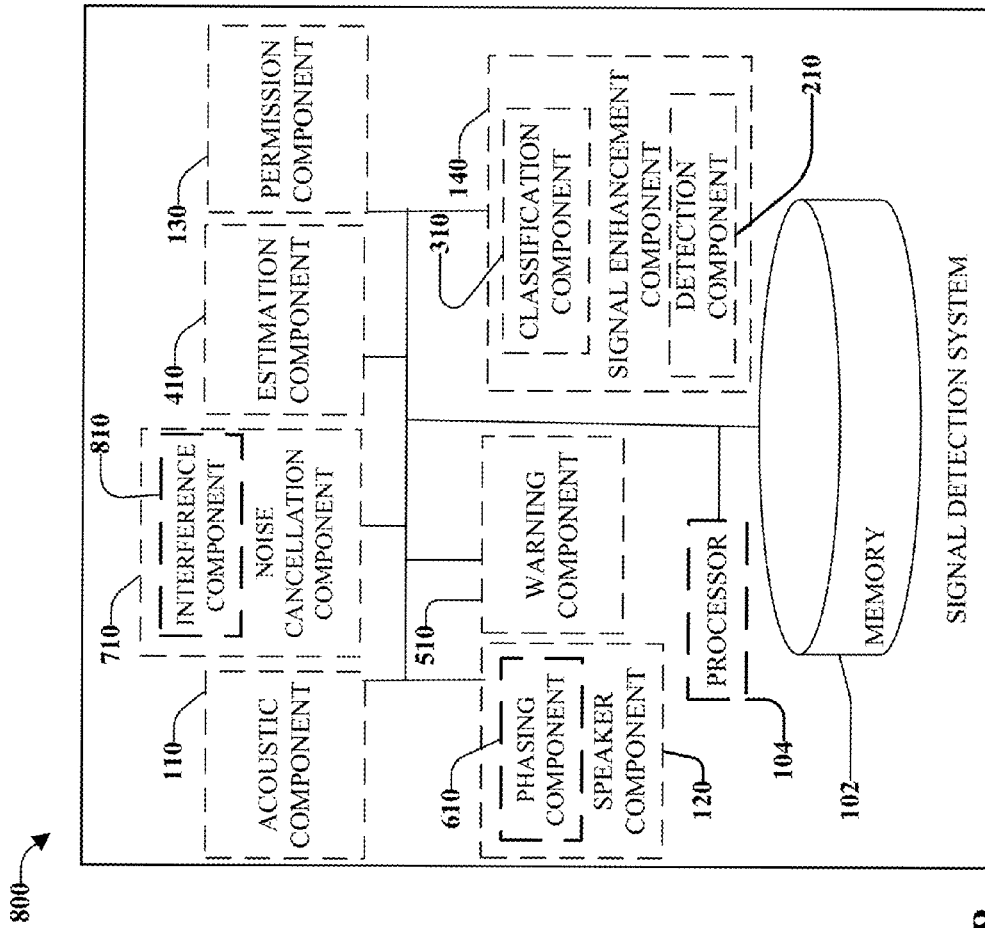 800
110
ACOUSTIC
COMPONENT
710
810
INTERFERENCE
COMPONENT
NOISE
CANCELLATION
COMPONENT
410
ESTIMATION
COMPONENT
130
PERMISSION
COMPONENT
610
PHASING
COMPONENT
SPEAKER
COMPONENT
120
510
WARNING
COMPONENT
310
140
CLASSIFICATION
COMPONENT
SIGNAL ENHANCEMENT
COMPONENT
DETECTION
COMPONENT
210
PROCESSOR
104
MEMORY
102
SIGNAL DETECTION SYSTEM